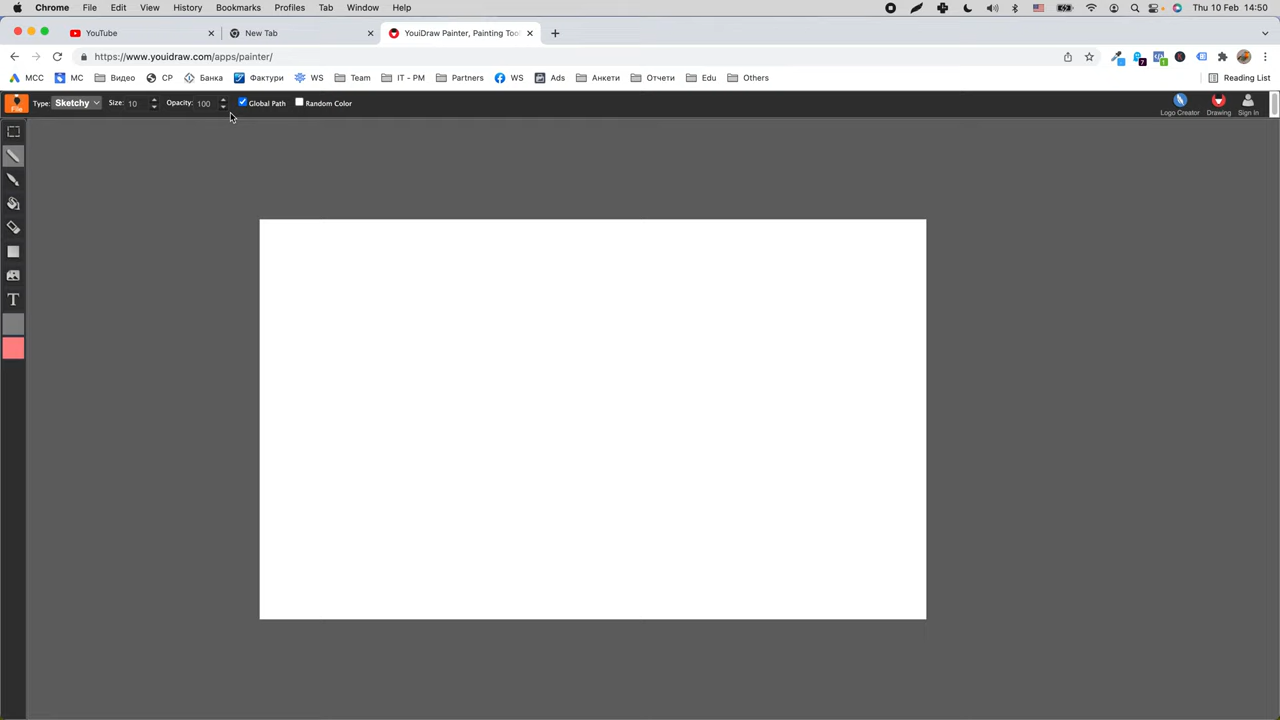 Chrome File Edit View History Bookmarks Profiles Tab Window Help Thu 10 Feb 14:50
YouTube New Tab YouiDraw Painter, Painting Tool
https://www.youidraw.com/apps/painter/
MCC МС Видео CP Банка Фактури WS Team IT - PM Partners WS Ads Анкети Отчети Edu Others Reading List
File Type: Sketchy Size: 10 Opacity: 100 Global Path Random Color Logo Creator Drawing Sign In
T